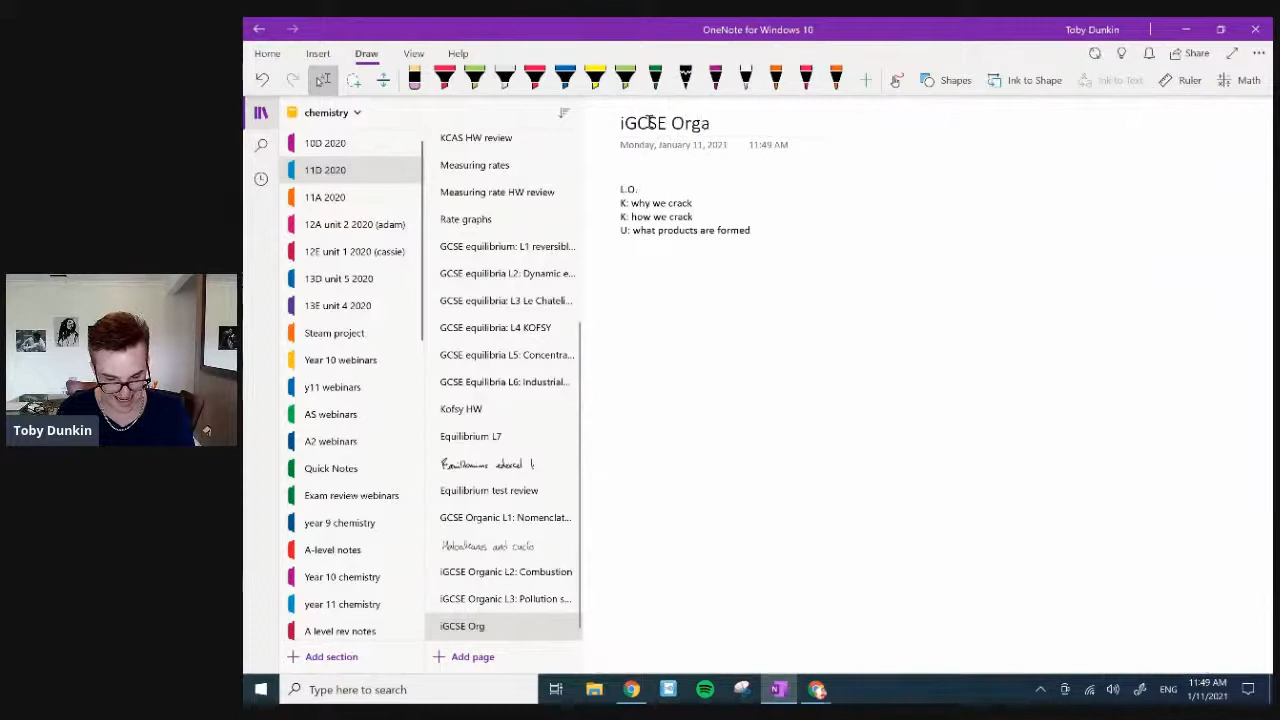 OneNote for Windows 10
Toby Dunkin
Home Insert Draw View Help
Share
Shapes
Ink to Shape
Ink to Text
Ruler
Math
chemistry
10D 2020
11D 2020
11A 2020
12A unit 2 2020 (adam)
12E unit 1 2020 (cassie)
13D unit 5 2020
13E unit 4 2020
Steam project
Year 10 webinars
y11 webinars
AS webinars
A2 webinars
Quick Notes
Exam review webinars
year 9 chemistry
A-level notes
Year 10 chemistry
year 11 chemistry
A level rev notes
Add section
KCAS HW review
Measuring rates
Measuring rate HW review
Rate graphs
GCSE equilibrium: L1 reversibl...
GCSE equilibria L2: Dynamic e...
GCSE equilibria: L3 Le Chateli...
GCSE equilibria: L4 KOFSY
GCSE equilibria L5: Concentra...
GCSE Equilibria L6: Industrial...
Kofsy HW
Equilibrium L7
Equilibrium test review
GCSE Organic L1: Nomenclat...
and cyclo
iGCSE Organic L2: Combustion
iGCSE Organic L3: Pollution s...
iGCSE Org
Add page
iGCSE Orga
Monday, January 11, 2021 11:49 AM
L.O.
K: why we crack
K: how we crack
U: what products are formed
Toby Dunkin
Type here to search
ENG
11:49 AM
1/11/2021